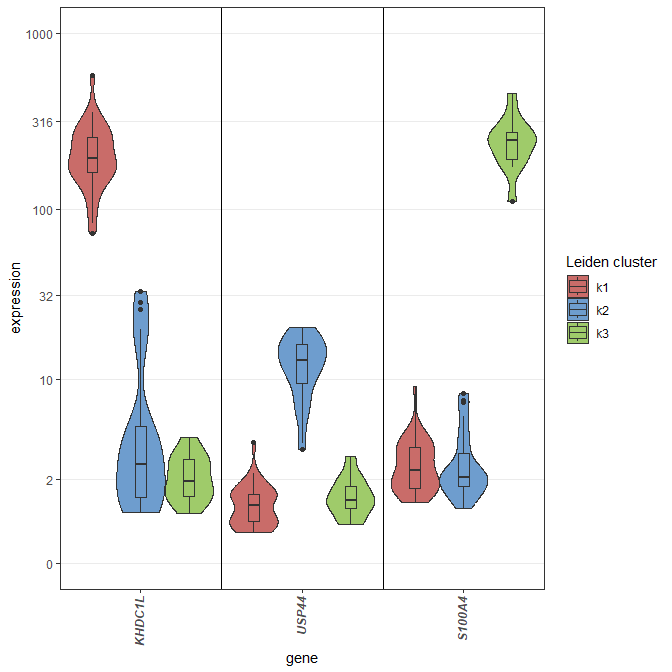 1000
316
100
32
10
2
0
expression
KHDC1L
USP44
S100A4
gene
Leiden cluster
k1
k2
k3